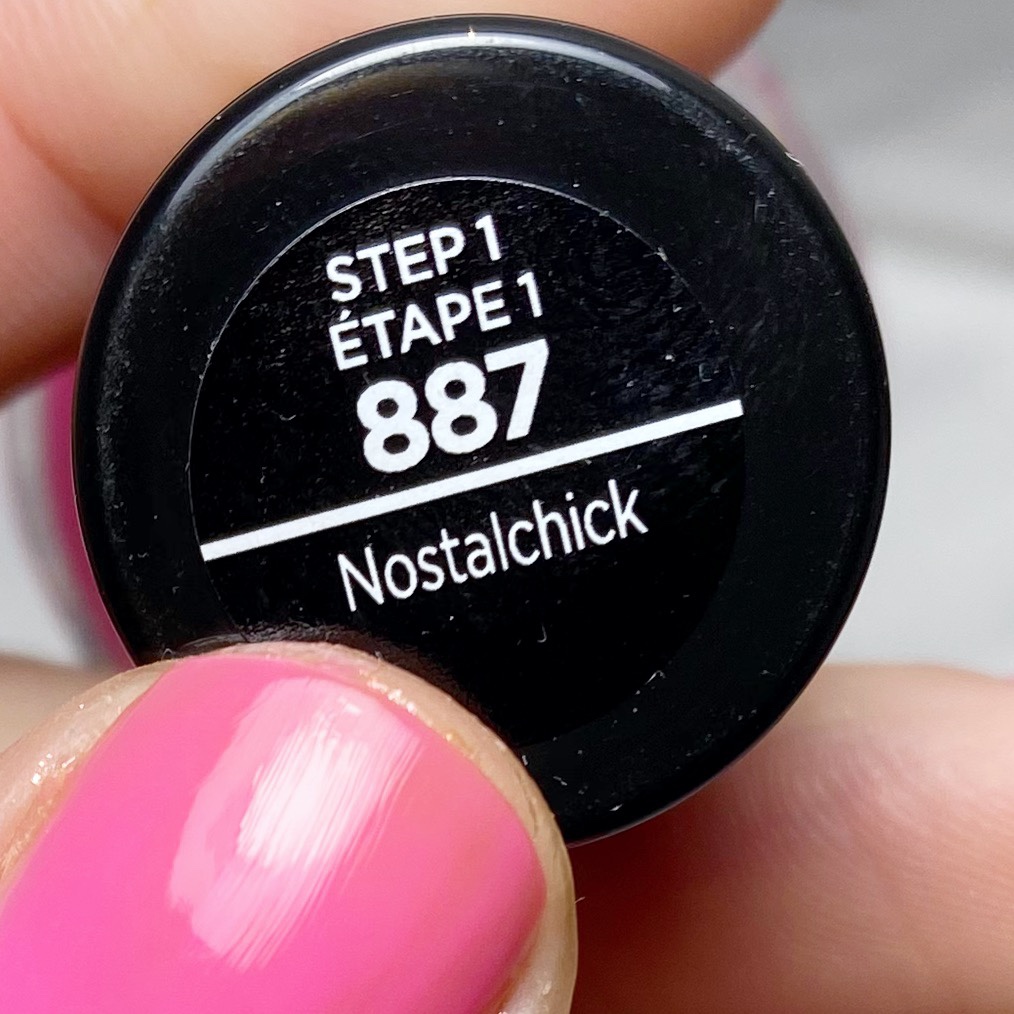 STEP 1
ÉTAPE 1
887
Nostalchick